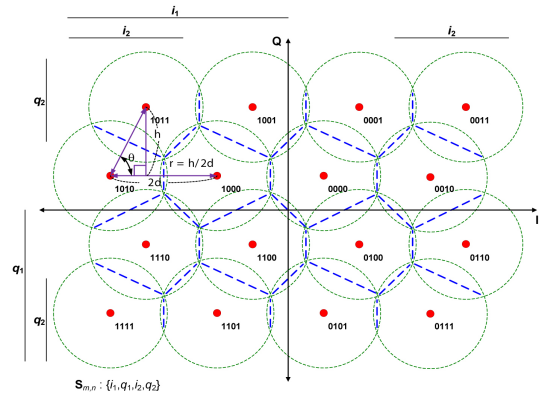 i1
i2
i2
Q
q2
1011
1001
0001
0011
h
θ
r = h/2d
2d
1010
1000
0000
0010
I
q1
1110
1100
0100
0110
q2
1111
1101
0101
0111
Sm,n : {i1,q1,i2,q2}